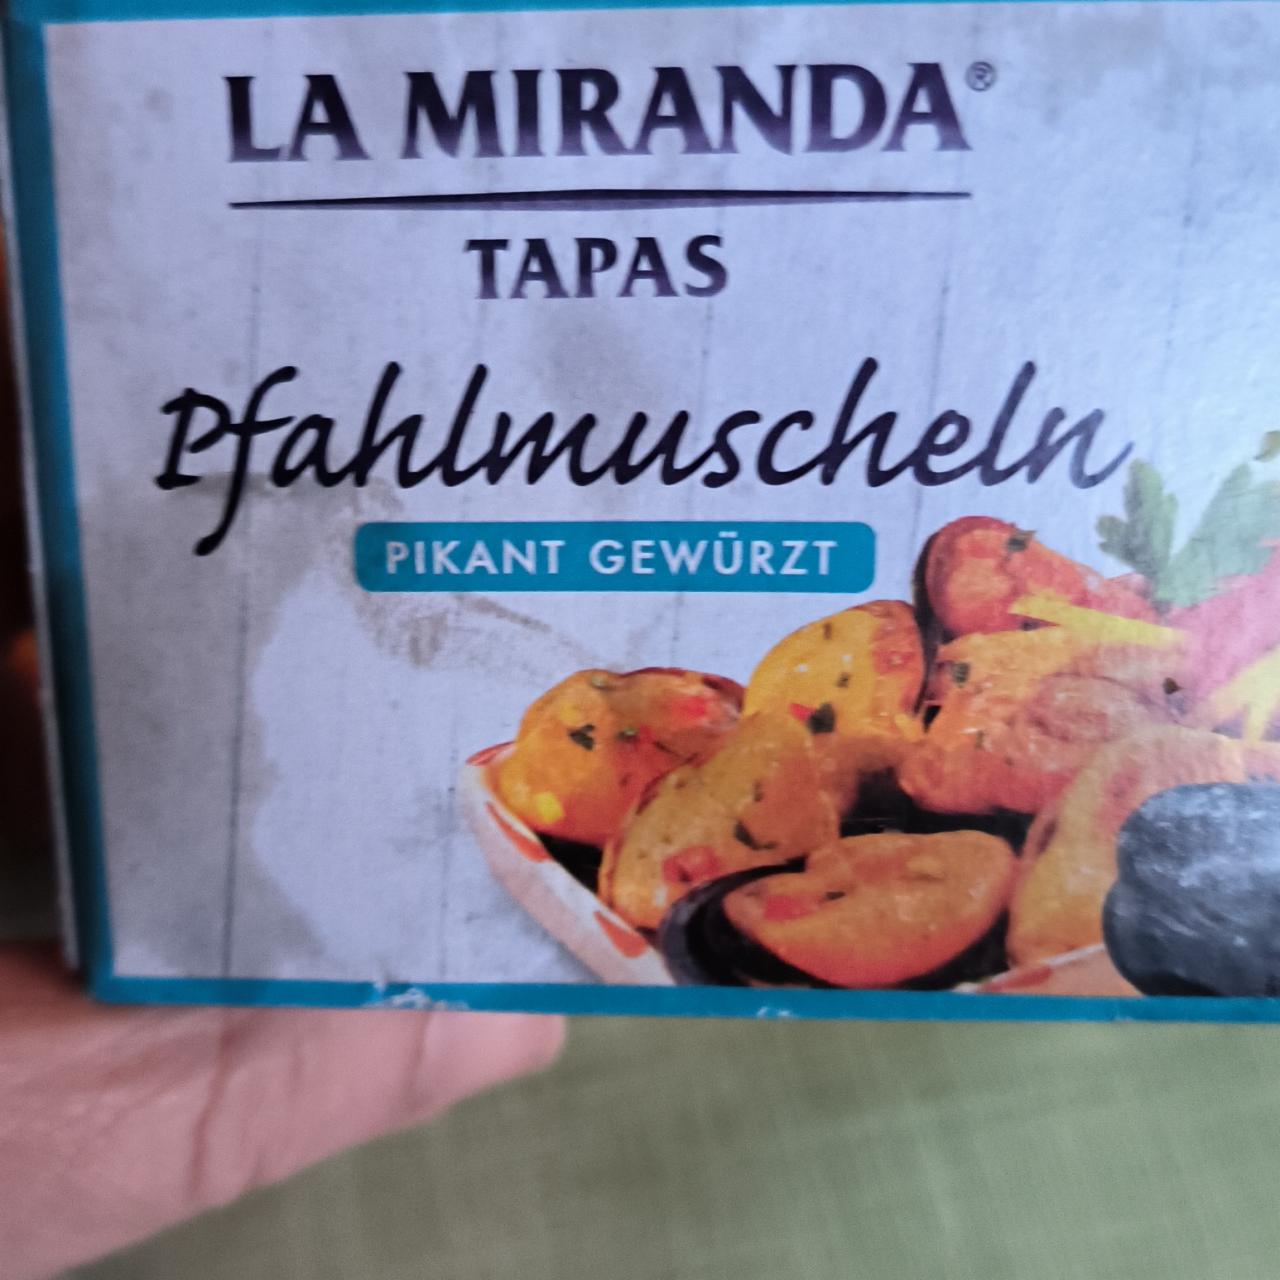 LA MIRANDA®
TAPAS
Pfahlmuscheln
PIKANT GEWÜRZT